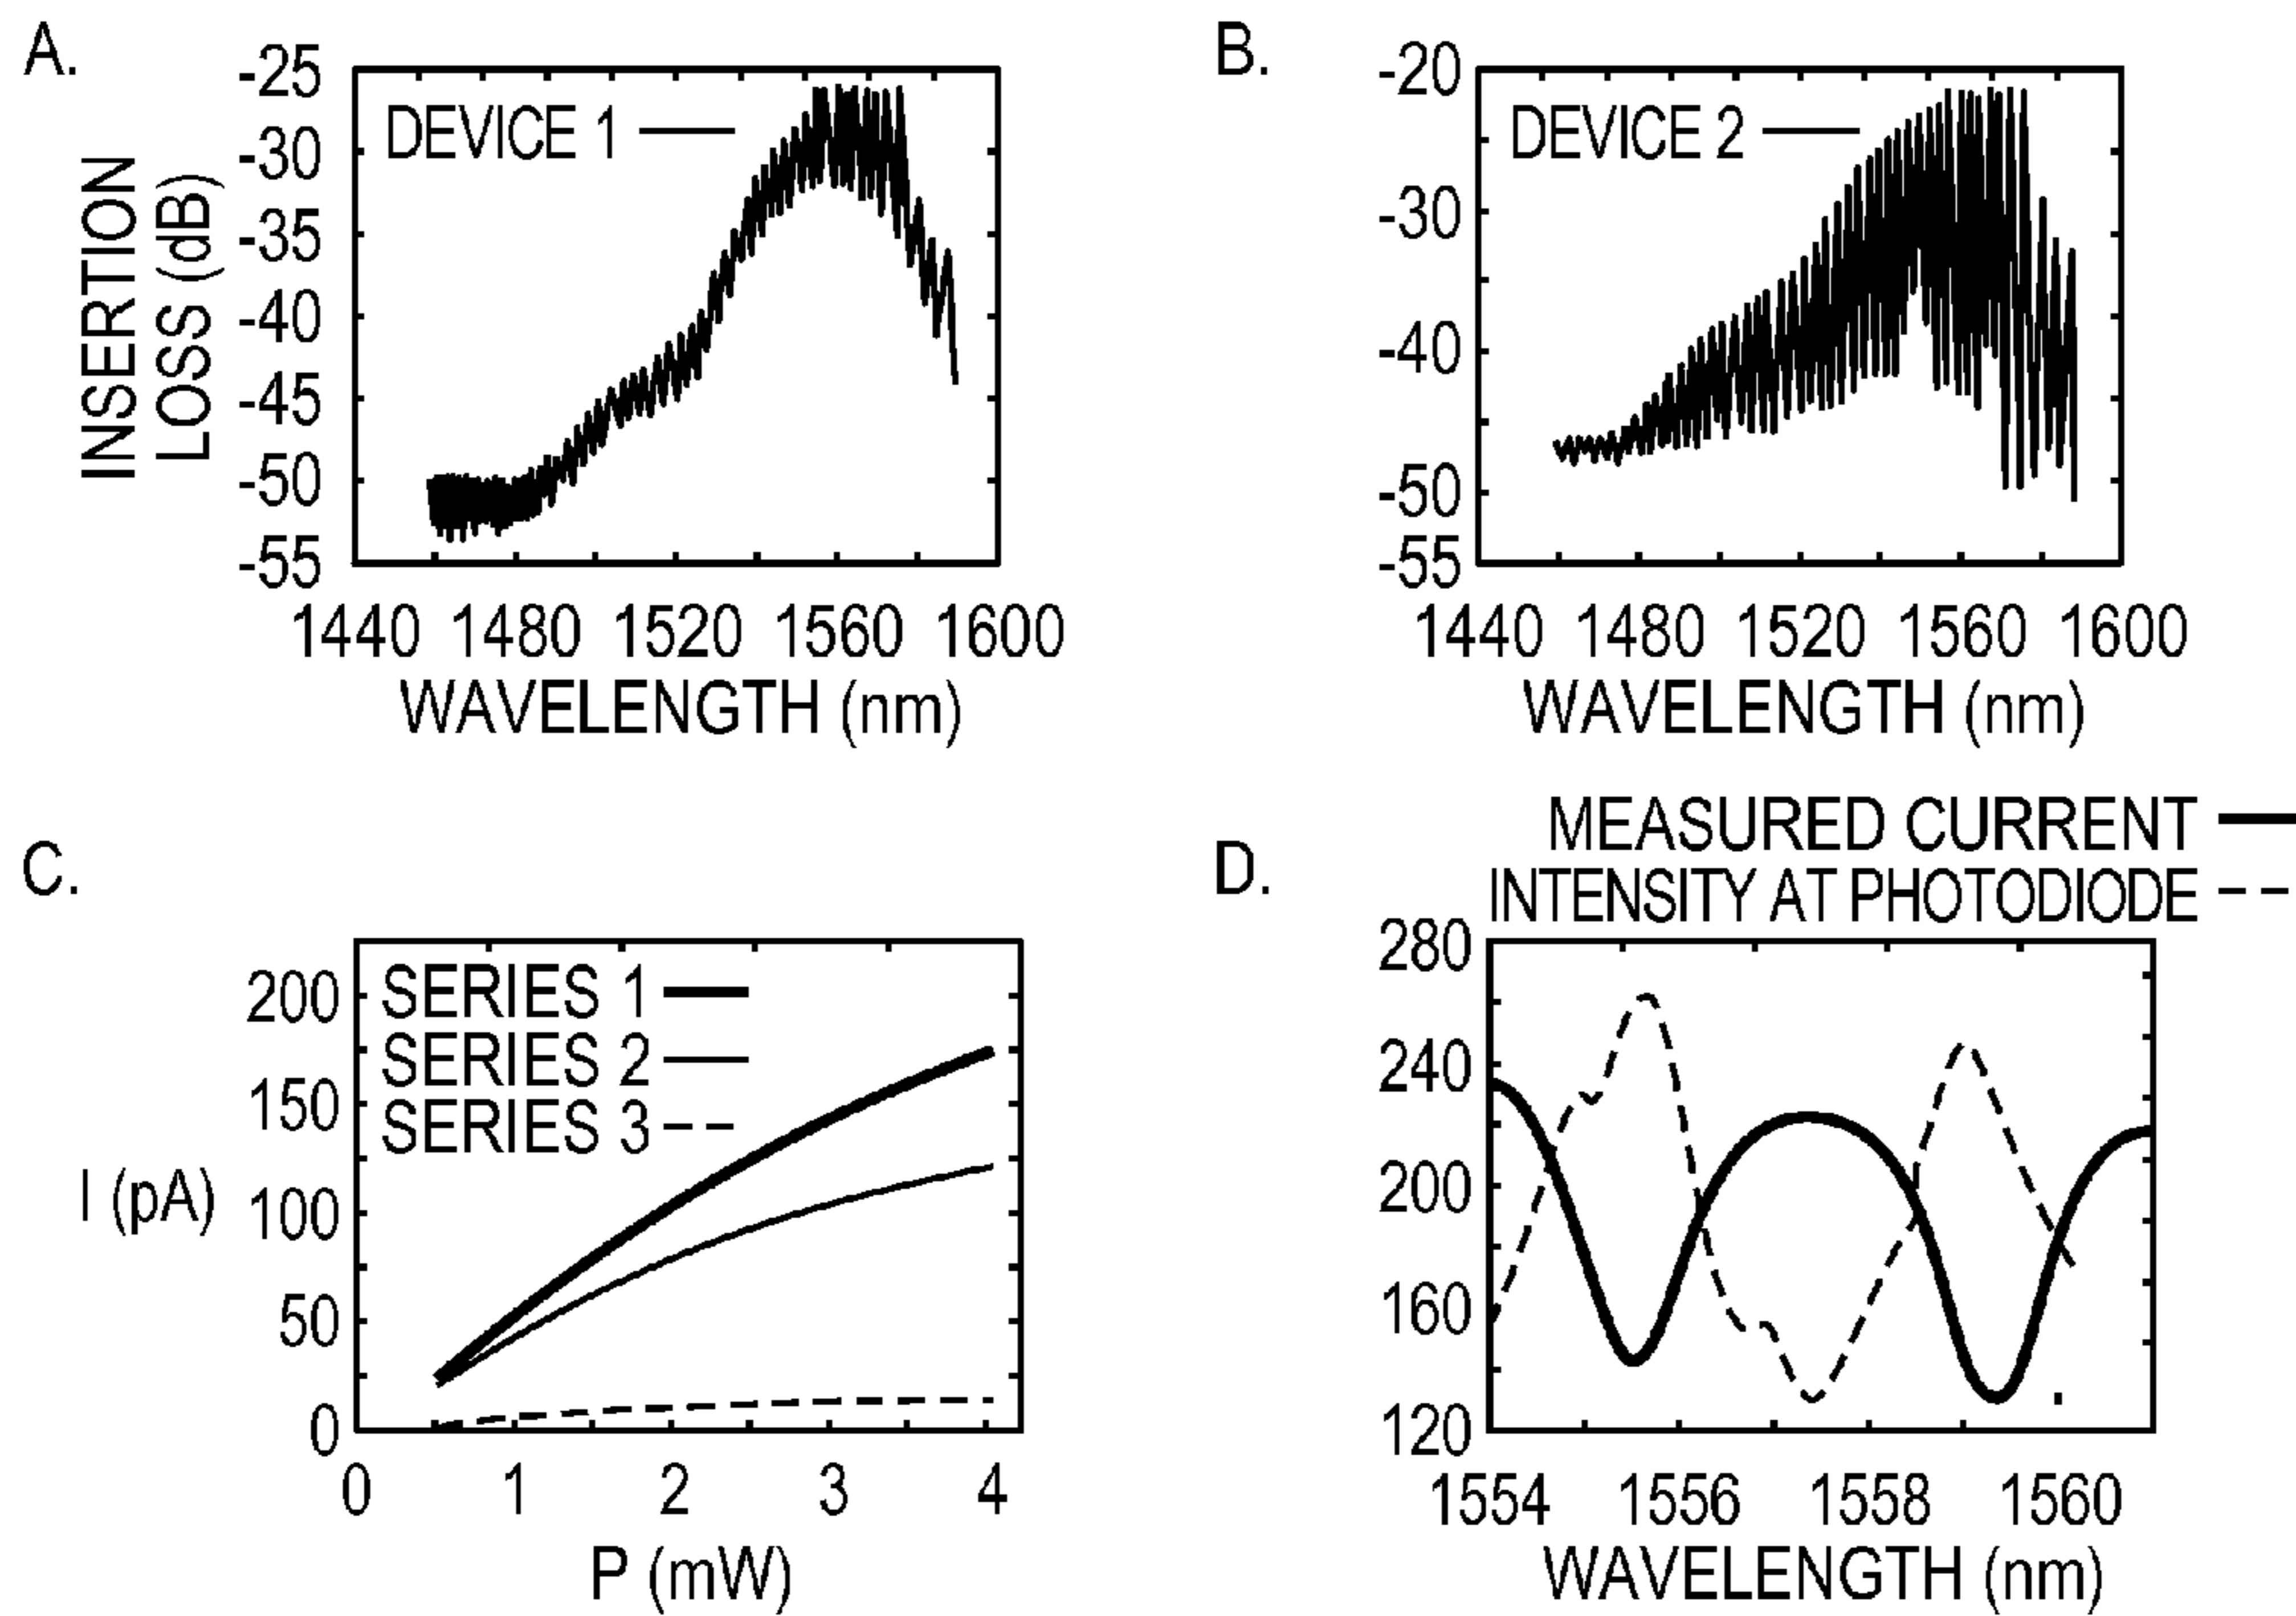 A.
INSERTION
LOSS (dB)
-25
-30
-35
-40
-45
-50
-55
DEVICE 1
1440 1480 1520 1560 1600
WAVELENGTH (nm)
B.
-20
-30
-40
-50
-55
DEVICE 2
1440 1480 1520 1560 1600
WAVELENGTH (nm)
C.
I (pA)
200
150
100
50
0
SERIES 1
SERIES 2
SERIES 3
0 1 2 3 4
P (mW)
D.
MEASURED CURRENT
INTENSITY AT PHOTODIODE
280
240
200
160
120
1554 1556 1558 1560
WAVELENGTH (nm)